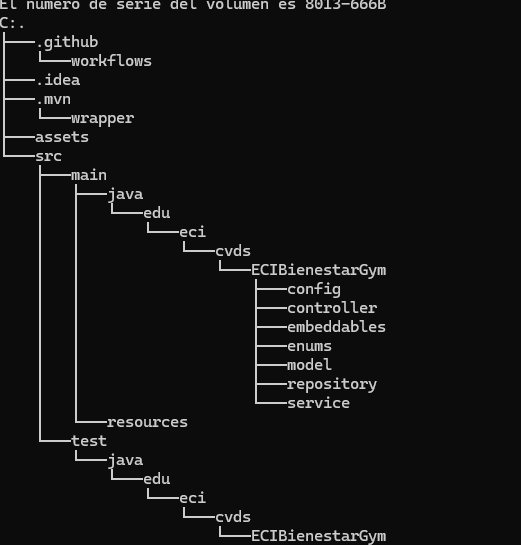 El número de serie del volumen es 8013-666B
C:.
├───.github
│   └───workflows
├───.idea
├───.mvn
│   └───wrapper
├───assets
└───src
    ├───main
    │   ├───java
    │   │   └───edu
    │   │       └───eci
    │   │           └───cvds
    │   │               └───ECIBienestarGym
    │   │                   ├───config
    │   │                   ├───controller
    │   │                   ├───embeddables
    │   │                   ├───enums
    │   │                   ├───model
    │   │                   ├───repository
    │   │                   └───service
    │   └───resources
    └───test
        └───java
            └───edu
                └───eci
                    └───cvds
                        └───ECIBienestarGym